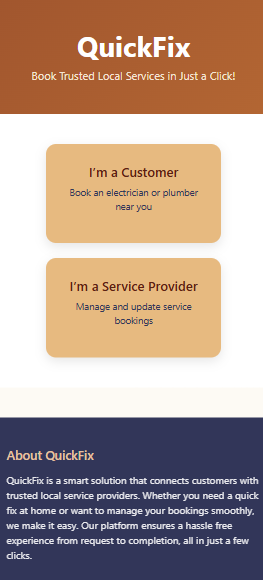 QuickFix
Book Trusted Local Services in Just a Click!
I'm a Customer
Book an electrician or plumber
near you
I'm a Service Provider
Manage and update service
bookings
About QuickFix
QuickFix is a smart solution that connects customers with
trusted local service providers. Whether you need a quick
fix at home or want to manage your bookings smoothly,
we make it easy. Our platform ensures a hassle free
experience from request to completion, all in just a few
clicks.